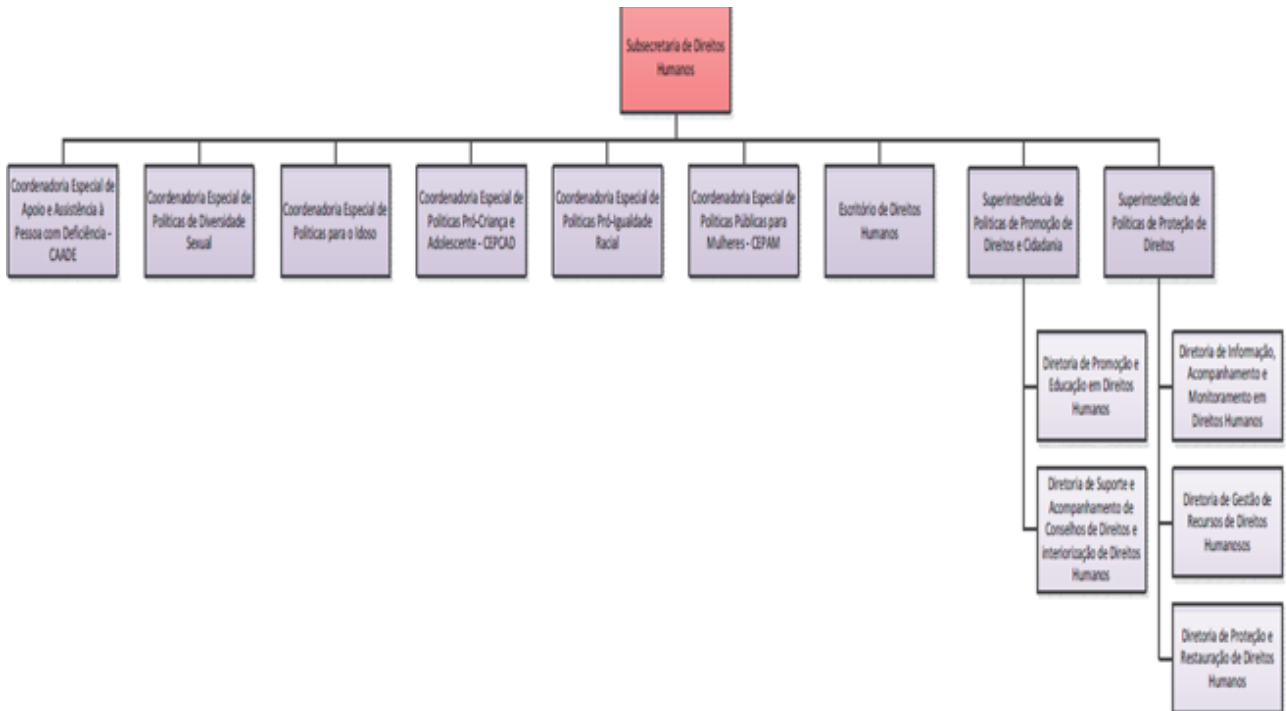 Subsecretaria de Direitos
Humanos
Coordenadoria Especial de
Apoio e Assistência à
Pessoa com Deficiência -
CAADE
Coordenadoria Especial de
Políticas de Diversidade
Sexual
Coordenadoria Especial de
Políticas para o Idoso
Coordenadoria Especial de
Políticas Pró-Criança e
Adolescente - CEPCAD
Coordenadoria Especial de
Políticas Pró-Igualdade
Racial
Coordenadoria Especial de
Políticas Públicas para
Mulheres - CEPAM
Escritório de Direitos
Humanos
Superintendência de
Políticas de Promoção de
Direitos e Cidadania
Superintendência de
Políticas de Proteção de
Direitos
Diretoria de Promoção e
Educação em Direitos
Humanos
Diretoria de Suporte e
Acompanhamento de
Conselhos de Direitos e
interiorização de Direitos
Humanos
Diretoria de Informação,
Acompanhamento e
Monitoramento em
Direitos Humanos
Diretoria de Gestão de
Recursos de Direitos
Humanosos
Diretoria de Proteção e
Restauração de Direitos
Humanos